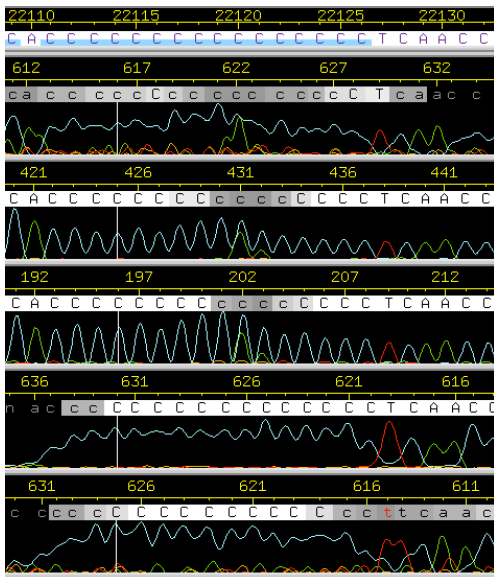 22110 22115 22120 22125 22130
C A C C C C C C C C C C C C C C C C T C A A C C
612 617 622 627 632
c a c c c c c C c c c c c c c c c C T c a a c c
421 426 431 436 441
C A C C C C C C C C c c c c c C C C T C A A C C
192 197 202 207 212
C A C C C C C C C C c c c c C C C C T C A A C C
636 631 626 621 616
n a c c c C C C C C C C C C C C C C T C A A C C
631 626 621 616 611
c c c c C C C C C C C C C C C c c t t c a a c